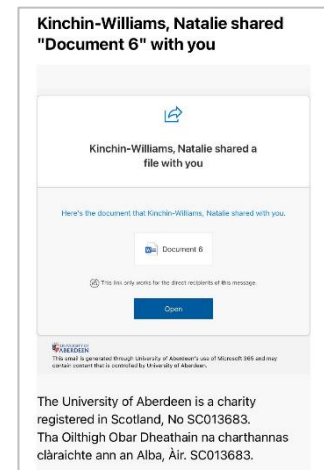 Kinchin-Williams, Natalie shared
"Document 6" with you
Kinchin-Williams, Natalie shared a
file with you
Here's the document that Kinchin-Williams, Natalie shared with you.
Document 6
This link only works for the direct recipients of this message.
Open
UNIVERSITY OF
ABERDEEN
This email is generated through University of Aberdeen's use of Microsoft 365 and may
contain content that is controlled by University of Aberdeen.
The University of Aberdeen is a charity
registered in Scotland, No SC013683.
Tha Oilthigh Obar Dheathain na charthannas
clàraichte ann an Alba, Àir. SC013683.